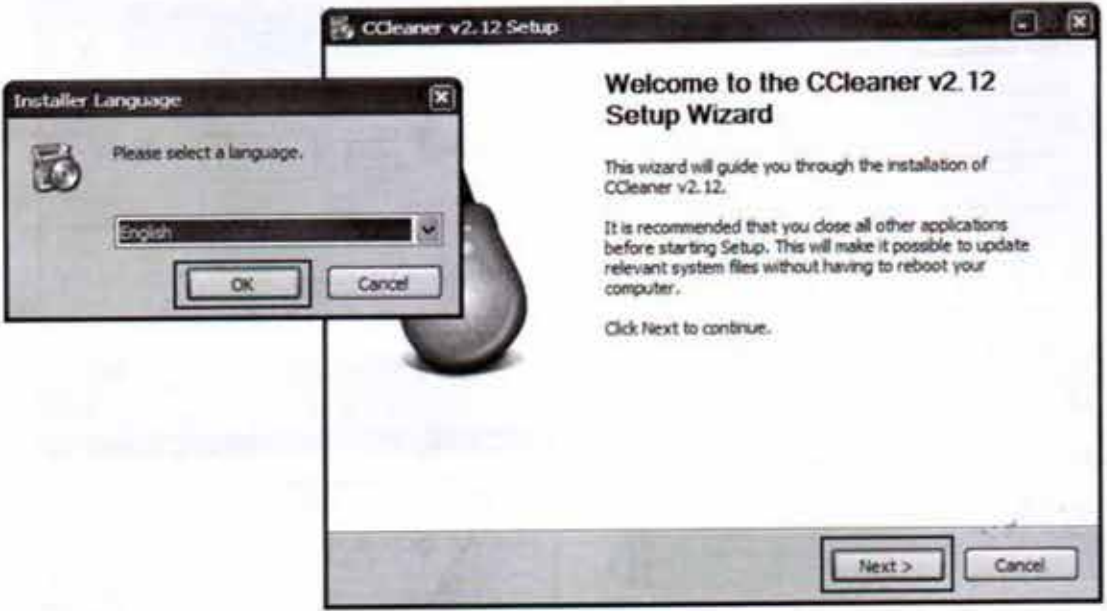 CCleaner v2.12 Setup
Installer Language
Please select a language.
English
OK
Cancel
Welcome to the CCleaner v2.12
Setup Wizard
This wizard will guide you through the installation of
CCleaner v2.12.
It is recommended that you close all other applications
before starting Setup. This will make it possible to update
relevant system files without having to reboot your
computer.
Click Next to continue.
Next >
Cancel